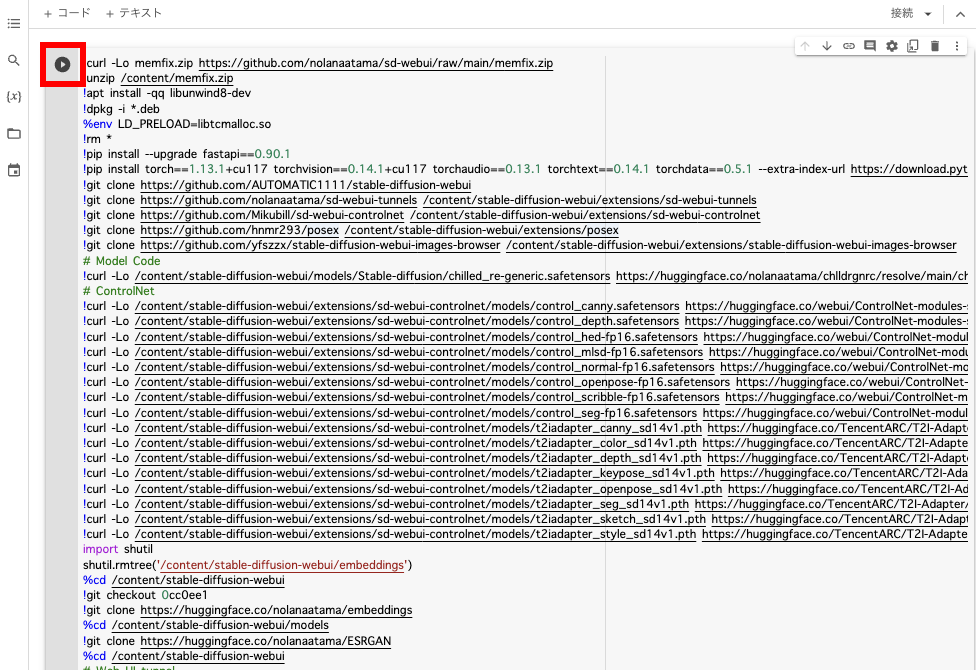 + コード + テキスト 接続
{x}
curl -Lo memfix.zip https://github.com/nolanaatama/sd-webui/raw/main/memfix.zip
unzip /content/memfix.zip
!apt install -qq libunwind8-dev
!dpkg -i *.deb
%env LD_PRELOAD=libtcmalloc.so
!rm *
!pip install --upgrade fastapi==0.90.1
!pip install torch==1.13.1+cu117 torchvision==0.14.1+cu117 torchaudio==0.13.1 torchtext==0.14.1 torchdata==0.5.1 --extra-index-url https://download.pyt
!git clone https://github.com/AUTOMATIC1111/stable-diffusion-webui
!git clone https://github.com/nolanaatama/sd-webui-tunnels /content/stable-diffusion-webui/extensions/sd-webui-tunnels
!git clone https://github.com/Mikubill/sd-webui-controlnet /content/stable-diffusion-webui/extensions/sd-webui-controlnet
!git clone https://github.com/hnmr293/posex /content/stable-diffusion-webui/extensions/posex
!git clone https://github.com/yfszzx/stable-diffusion-webui-images-browser /content/stable-diffusion-webui/extensions/stable-diffusion-webui-images-browser
# Model Code
!curl -Lo /content/stable-diffusion-webui/models/Stable-diffusion/chilled_re-generic.safetensors https://huggingface.co/nolanaatama/chlldrgnrc/resolve/main/ch
# ControlNet
!curl -Lo /content/stable-diffusion-webui/extensions/sd-webui-controlnet/models/control_canny.safetensors https://huggingface.co/webui/ControlNet-modules-
!curl -Lo /content/stable-diffusion-webui/extensions/sd-webui-controlnet/models/control_depth.safetensors https://huggingface.co/webui/ControlNet-modules-
!curl -Lo /content/stable-diffusion-webui/extensions/sd-webui-controlnet/models/control_hed-fp16.safetensors https://huggingface.co/webui/ControlNet-modul
!curl -Lo /content/stable-diffusion-webui/extensions/sd-webui-controlnet/models/control_mlsd-fp16.safetensors https://huggingface.co/webui/ControlNet-modu
!curl -Lo /content/stable-diffusion-webui/extensions/sd-webui-controlnet/models/control_normal-fp16.safetensors https://huggingface.co/webui/ControlNet-mo
!curl -Lo /content/stable-diffusion-webui/extensions/sd-webui-controlnet/models/control_openpose-fp16.safetensors https://huggingface.co/webui/ControlNet-
!curl -Lo /content/stable-diffusion-webui/extensions/sd-webui-controlnet/models/control_scribble-fp16.safetensors https://huggingface.co/webui/ControlNet-m
!curl -Lo /content/stable-diffusion-webui/extensions/sd-webui-controlnet/models/control_seg-fp16.safetensors https://huggingface.co/webui/ControlNet-modul
!curl -Lo /content/stable-diffusion-webui/extensions/sd-webui-controlnet/models/t2iadapter_canny_sd14v1.pth https://huggingface.co/TencentARC/T2I-Adapt
!curl -Lo /content/stable-diffusion-webui/extensions/sd-webui-controlnet/models/t2iadapter_color_sd14v1.pth https://huggingface.co/TencentARC/T2I-Adapte
!curl -Lo /content/stable-diffusion-webui/extensions/sd-webui-controlnet/models/t2iadapter_depth_sd14v1.pth https://huggingface.co/TencentARC/T2I-Adapt
!curl -Lo /content/stable-diffusion-webui/extensions/sd-webui-controlnet/models/t2iadapter_keypose_sd14v1.pth https://huggingface.co/TencentARC/T2I-Ada
!curl -Lo /content/stable-diffusion-webui/extensions/sd-webui-controlnet/models/t2iadapter_openpose_sd14v1.pth https://huggingface.co/TencentARC/T2I-Ad
!curl -Lo /content/stable-diffusion-webui/extensions/sd-webui-controlnet/models/t2iadapter_seg_sd14v1.pth https://huggingface.co/TencentARC/T2I-Adapter/
!curl -Lo /content/stable-diffusion-webui/extensions/sd-webui-controlnet/models/t2iadapter_sketch_sd14v1.pth https://huggingface.co/TencentARC/T2I-Adapt
!curl -Lo /content/stable-diffusion-webui/extensions/sd-webui-controlnet/models/t2iadapter_style_sd14v1.pth https://huggingface.co/TencentARC/T2I-Adapte
import shutil
shutil.rmtree('/content/stable-diffusion-webui/embeddings')
%cd /content/stable-diffusion-webui
!git checkout 0cc0ee1
!git clone https://huggingface.co/nolanaatama/embeddings
%cd /content/stable-diffusion-webui/models
!git clone https://huggingface.co/nolanaatama/ESRGAN
%cd /content/stable-diffusion-webui
# Web UI tunnel